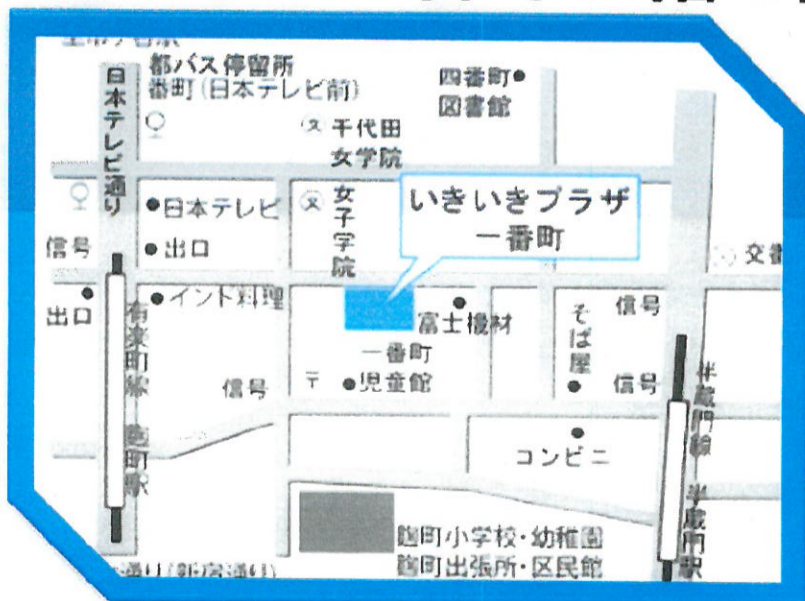 都バス停留所
番町(日本テレビ前)
四番町
図書館
日本テレビ通り
千代田
女学院
日本テレビ
女子学院
いきいきプラザ
一番町
信号
出口
交番
出口
インド料理
富士機材
そば屋
信号
有楽町線 麹町駅
一番町
児童館
信号
〒
信号
半蔵門線 半蔵門駅
コンビニ
麹町小学校・幼稚園
麹町出張所・区民館